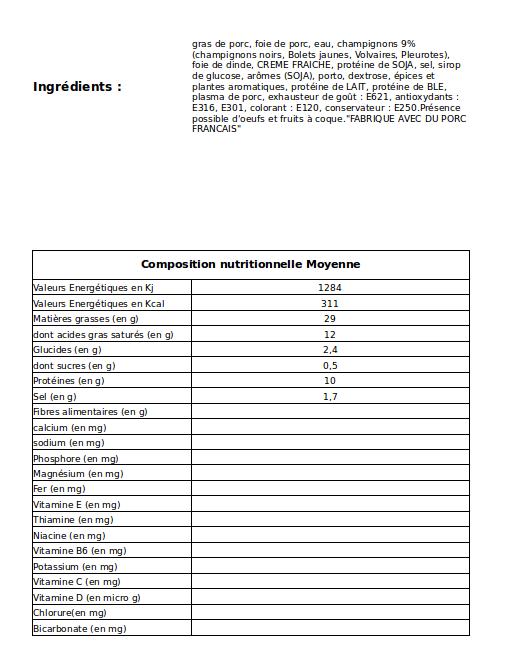 gras de porc, foie de porc, eau, champignons 9%
(champignons noirs, Bolets jaunes, Volvaires, Pleurotes),
foie de dinde, CREME FRAICHE, protéine de SOJA, sel, sirop
de glucose, arômes (SOJA), porto, dextrose, épices et
plantes aromatiques, protéine de LAIT, protéine de BLE,
plasma de porc, exhausteur de goût : E621, antioxydants :
E316, E301, colorant : E120, conservateur : E250.Présence
possible d'oeufs et fruits à coque."FABRIQUE AVEC DU PORC
FRANCAIS"
Ingrédients :
Composition nutritionnelle Moyenne
Valeurs Energétiques en Kj 1284
Valeurs Energétiques en Kcal 311
Matières grasses (en g) 29
dont acides gras saturés (en g) 12
Glucides (en g) 2,4
dont sucres (en g) 0,5
Protéines (en g) 10
Sel (en g) 1,7
Fibres alimentaires (en g)
calcium (en mg)
sodium (en mg)
Phosphore (en mg)
Magnésium (en mg)
Fer (en mg)
Vitamine E (en mg)
Thiamine (en mg)
Niacine (en mg)
Vitamine B6 (en mg)
Potassium (en mg)
Vitamine C (en mg)
Vitamine D (en micro g)
Chlorure(en mg)
Bicarbonate (en mg)